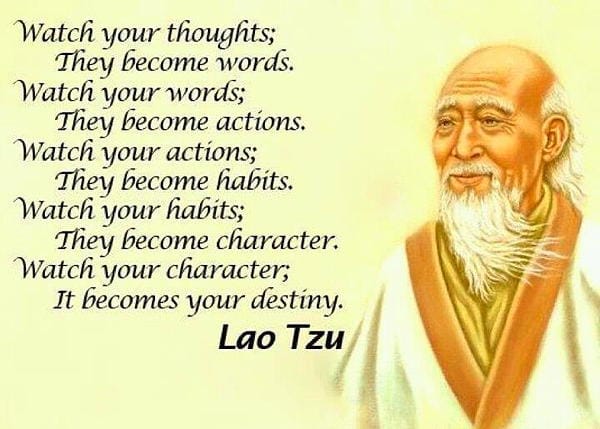 Watch your thoughts;
They become words.
Watch your words;
They become actions.
Watch your actions;
They become habits.
Watch your habits;
They become character.
Watch your character;
It becomes your destiny.
Lao Tzu